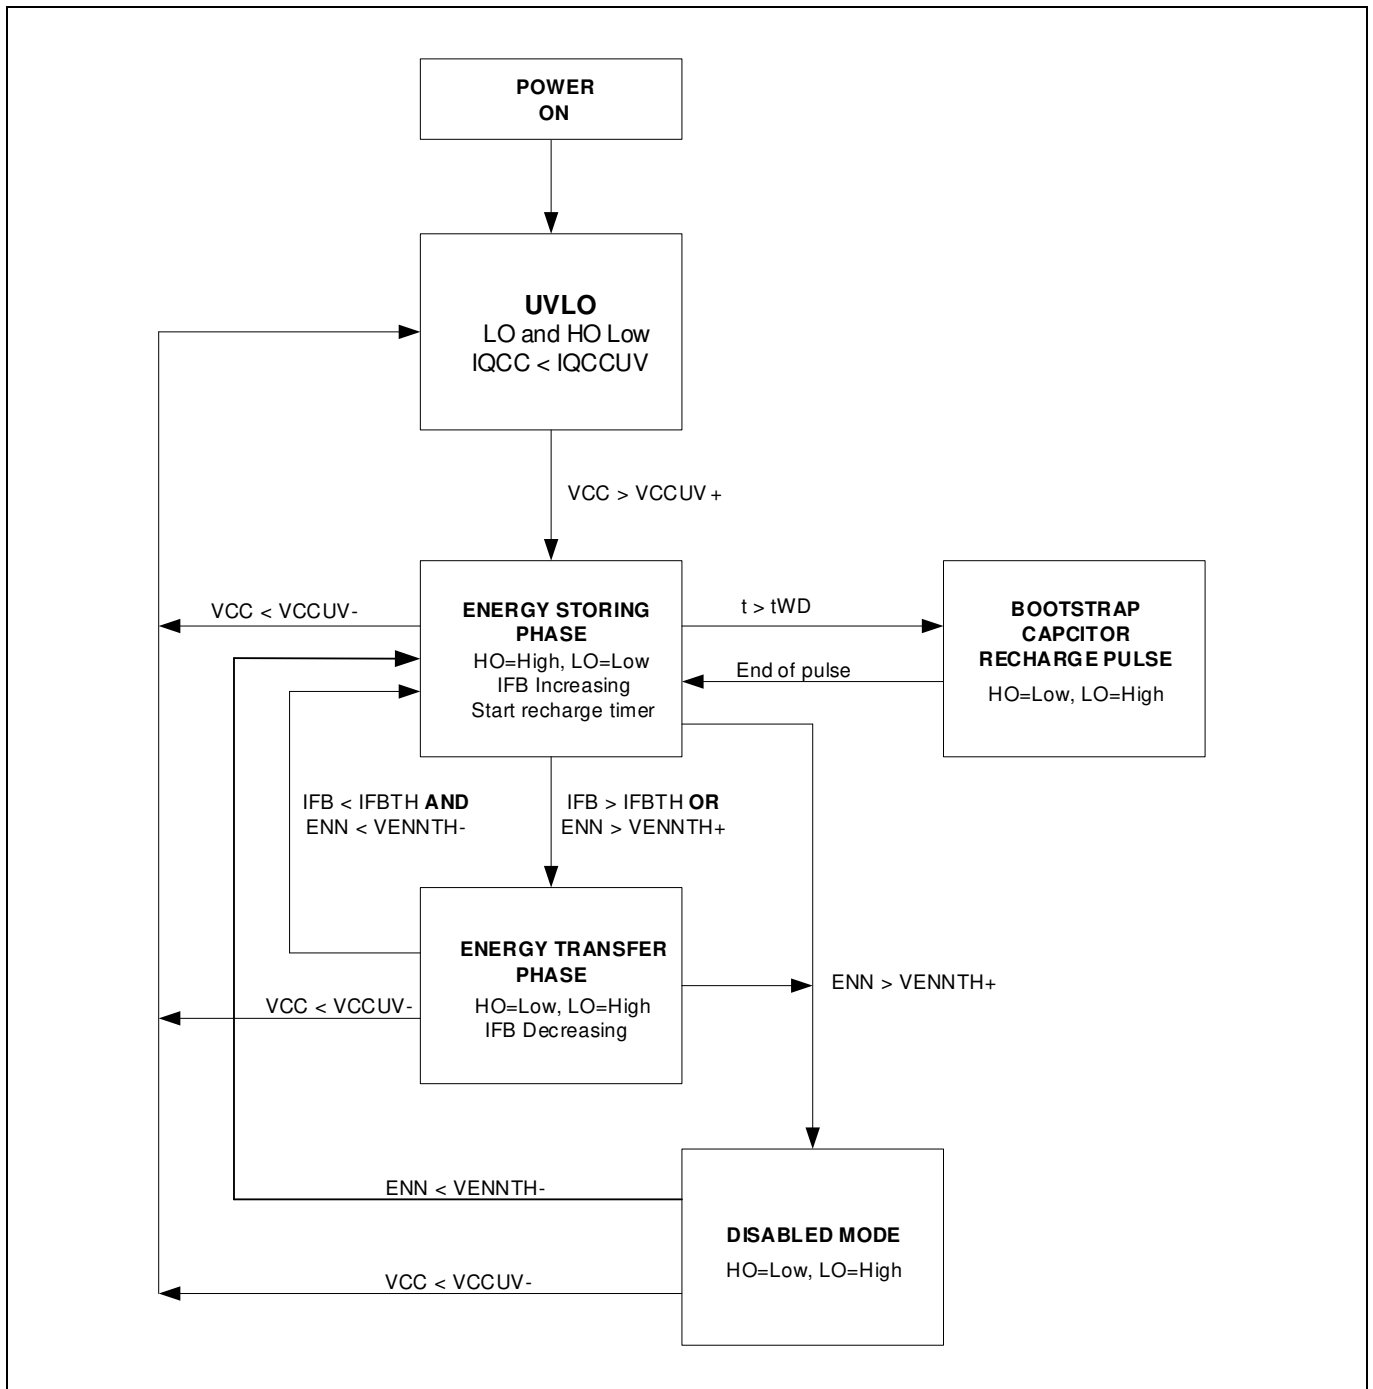 POWER
ON
UVLO
LO and HO Low
IQCC < IQCCUV
VCC > VCCUV+
VCC < VCCUV-
ENERGY STORING
PHASE
HO=High, LO=Low
IFB Increasing
Start recharge timer
t > tWD
End of pulse
BOOTSTRAP
CAPCITOR
RECHARGE PULSE
HO=Low, LO=High
IFB < IFBTH AND
ENN < VENNTH-
IFB > IFBTH OR
ENN > VENNTH+
ENERGY TRANSFER
PHASE
HO=Low, LO=High
IFB Decreasing
VCC < VCCUV-
ENN > VENNTH+
ENN < VENNTH-
DISABLED MODE
HO=Low, LO=High
VCC < VCCUV-